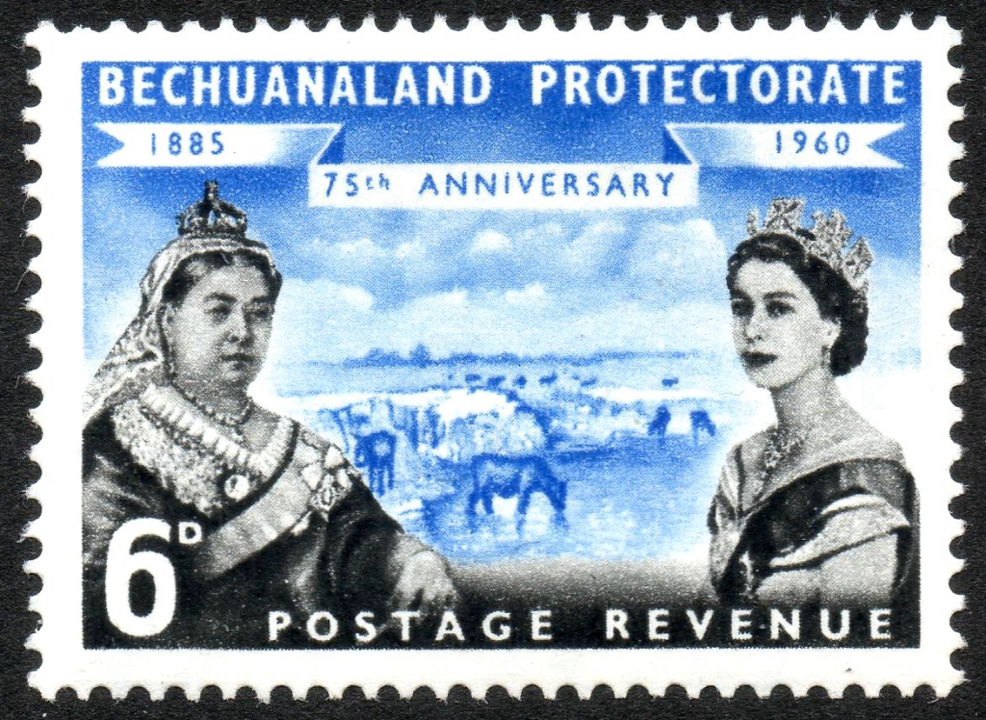 BECHUANALAND PROTECTORATE
1885 1960
75th ANNIVERSARY
6D
POSTAGE REVENUE